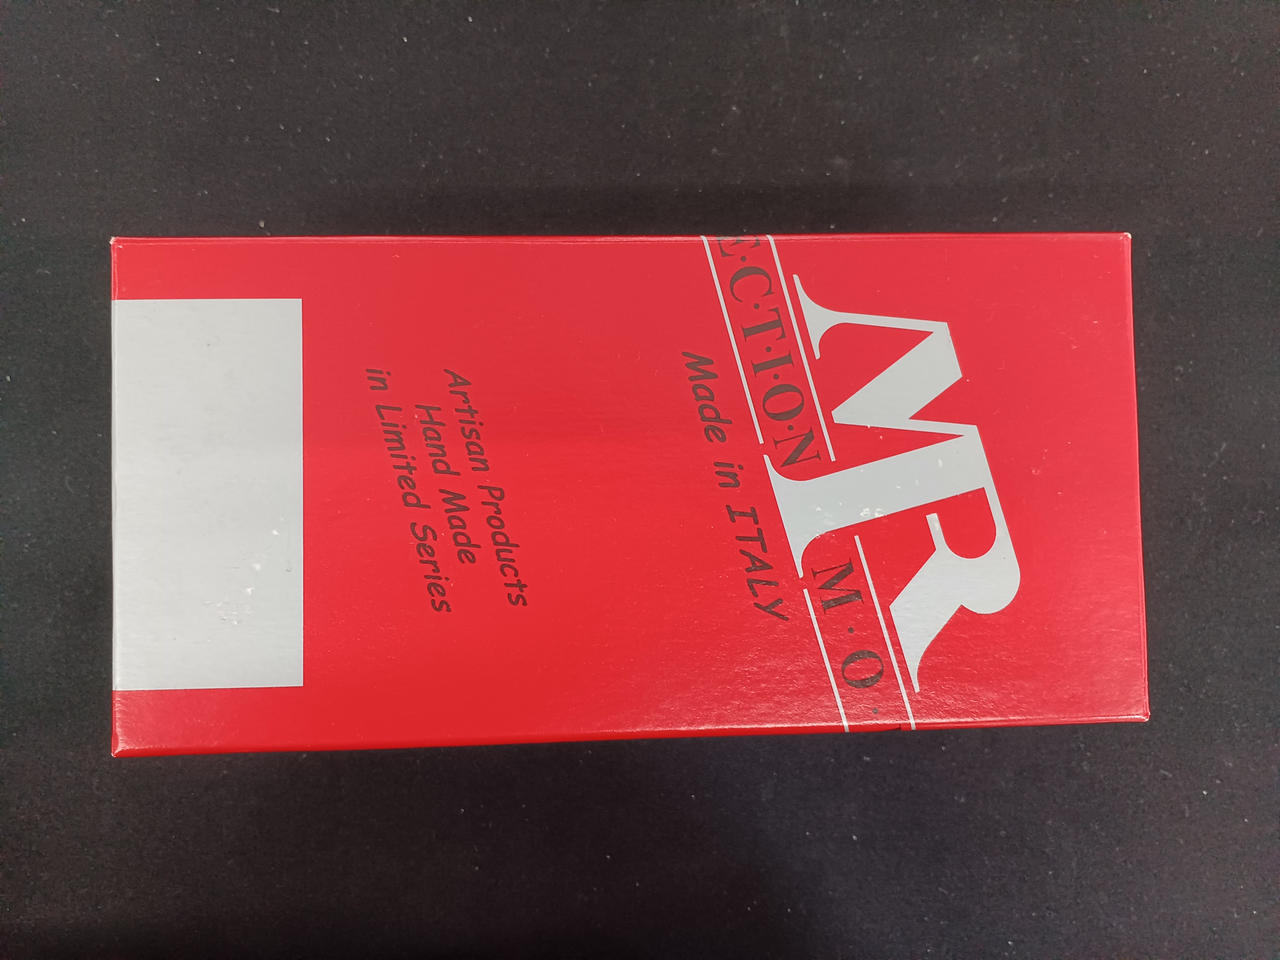 MR
E·C·T·I·O·N M·O·
Made in ITALY
Artisan Products
Hand Made
in Limited Series